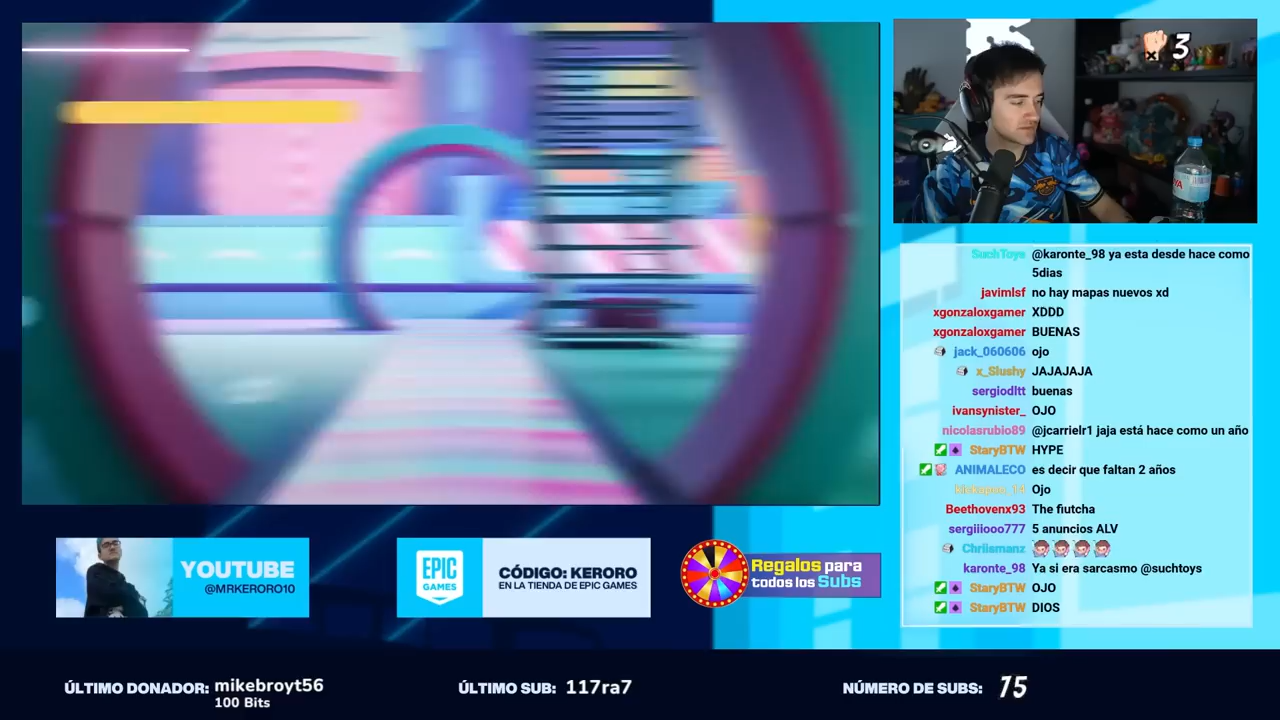 3
SuchToys @karonte_98 ya esta desde hace como
5dias
javimlsf no hay mapas nuevos xd
xgonzaloxgamer XDDD
xgonzaloxgamer BUENAS
jack_060606 ojo
x_Slushy JAJAJAJA
sergiodltt buenas
ivansynister_ OJO
nicolasrubio89 @jcarrielr1 jaja está hace como un año
StaryBTW HYPE
ANIMALECO es decir que faltan 2 años
Ojo
Beethovenx93 The fiutcha
sergiiiooo777 5 anuncios ALV
Chriismanz
karonte_98 Ya si era sarcasmo @suchtoys
StaryBTW OJO
StaryBTW DIOS
YOUTUBE
@MRKERORO10
EPIC
GAMES
CÓDIGO: KERORO
EN LA TIENDA DE EPIC GAMES
Regalos para
todos los Subs
ÚLTIMO DONADOR: mikebroyt56
100 Bits
ÚLTIMO SUB: 117ra7
NÚMERO DE SUBS: 75